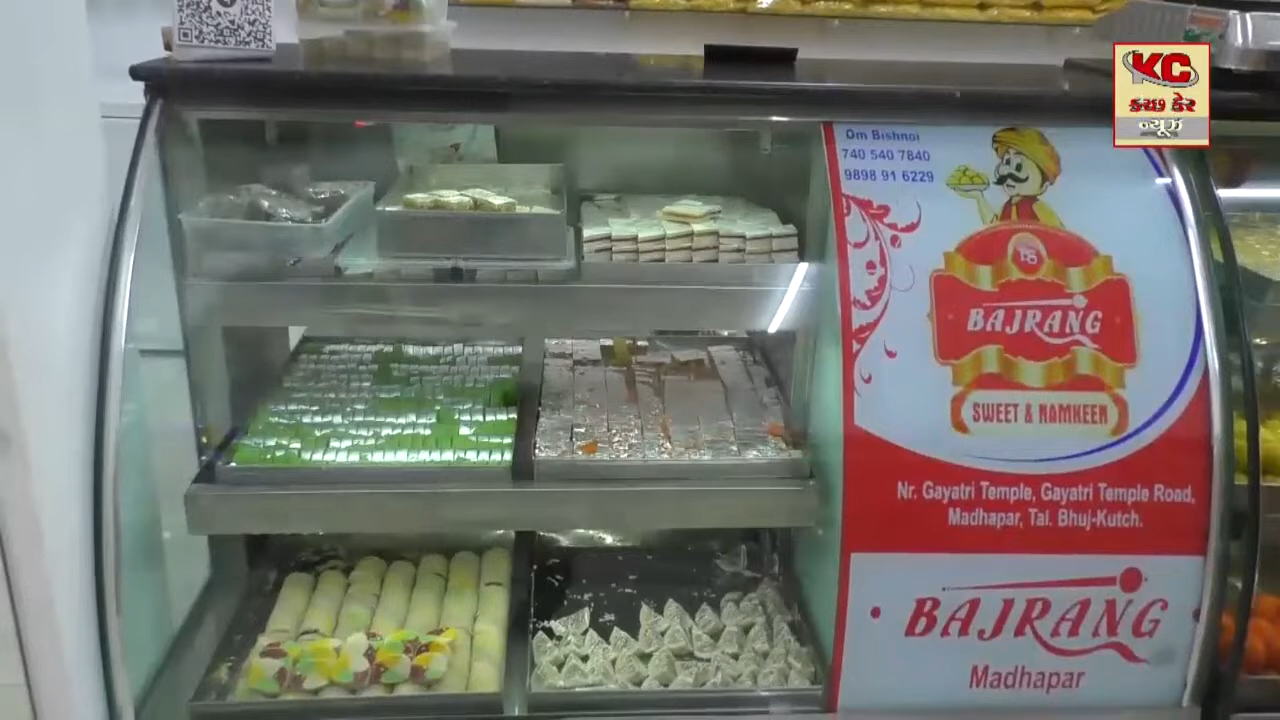 KC
કચ્છ કેર
ન્યૂઝ
Om Bishnoi
740 540 7840
9898 91 6229
BAJRANG
SWEET & NAMKEEN
Nr. Gayatri Temple, Gayatri Temple Road,
Madhapar, Tal. Bhuj-Kutch.
BAJRANG
Madhapar